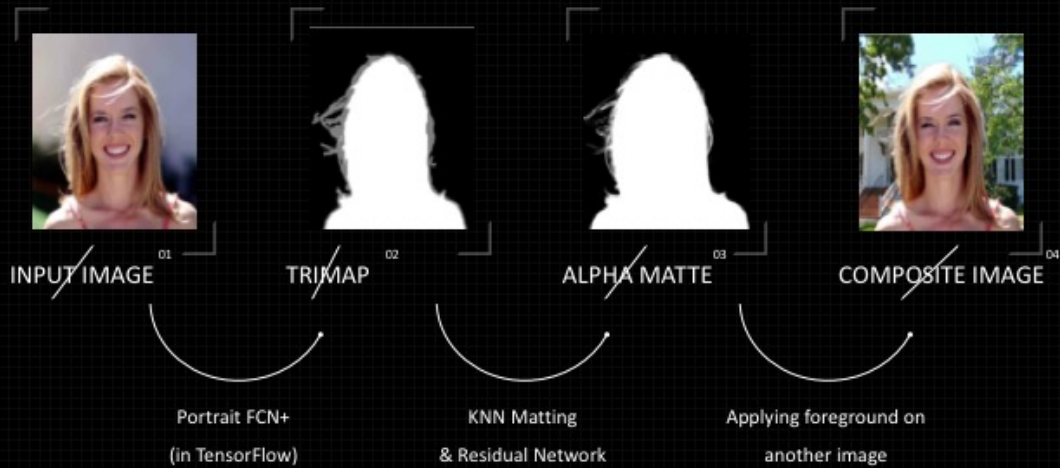 01
INPUT IMAGE
02
TRIMAP
03
ALPHA MATTE
04
COMPOSITE IMAGE
Portrait FCN+
(in TensorFlow)
KNN Matting
& Residual Network
Applying foreground on
another image